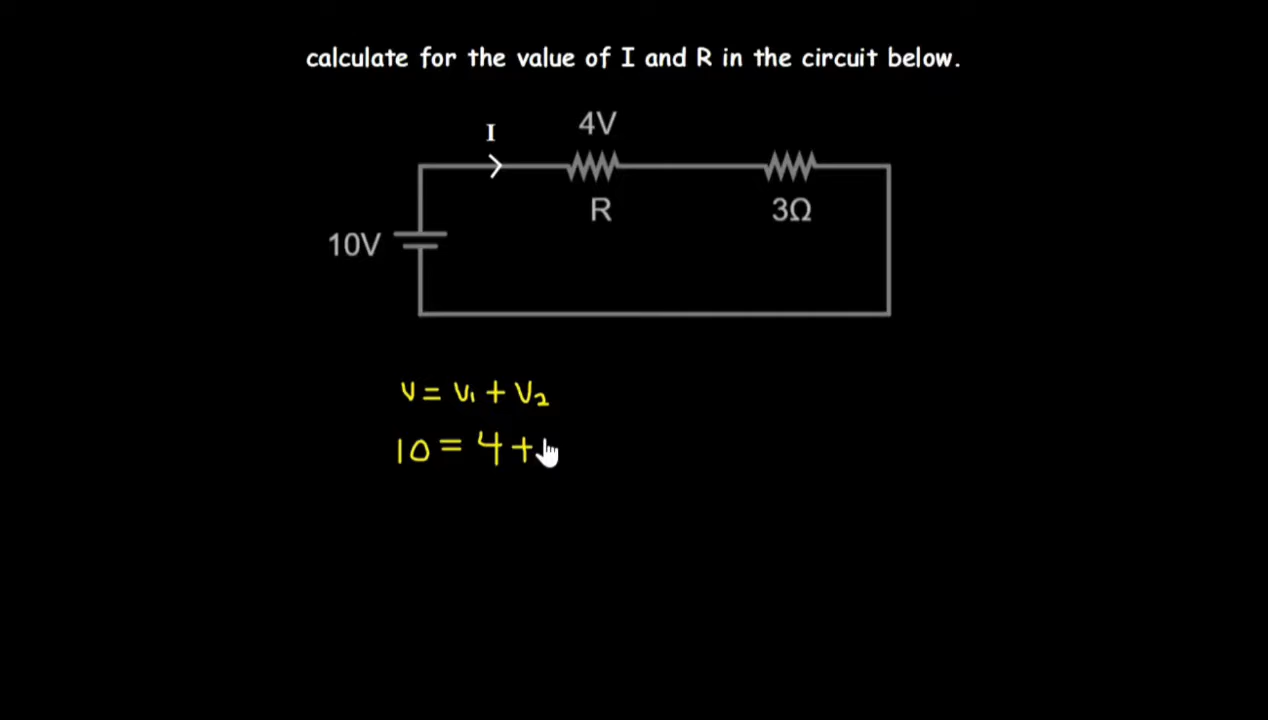 calculate for the value of I and R in the circuit below.
I
4V
R
3Ω
10V
V = V₁ + V₂
10 = 4 +